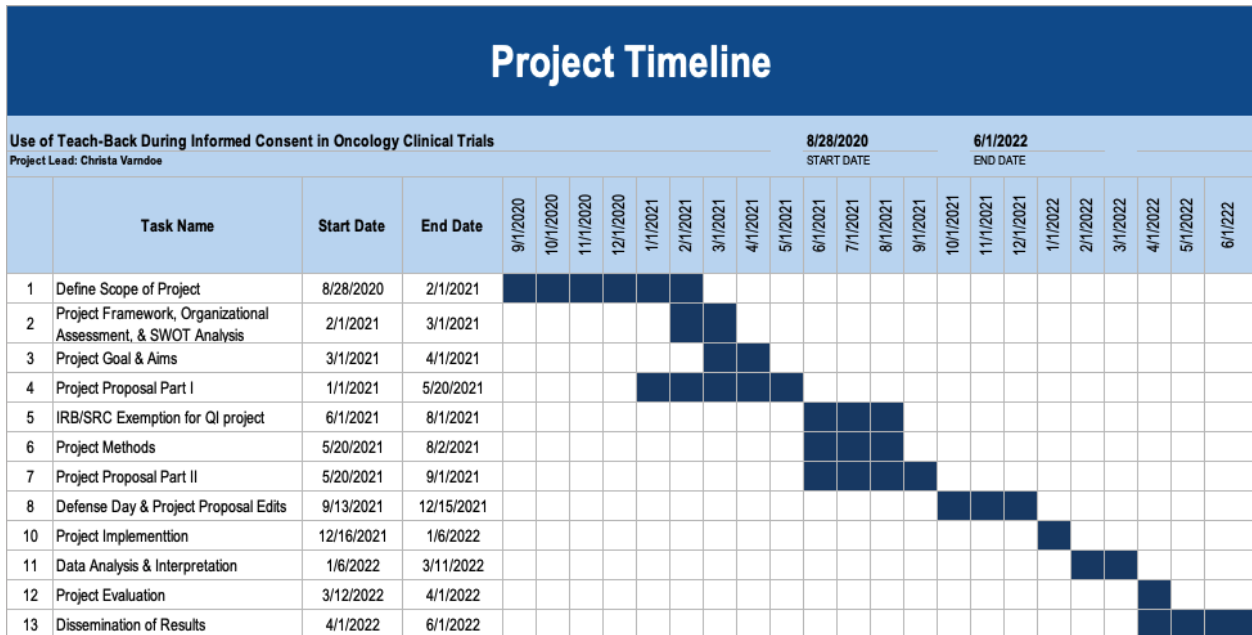 Project Timeline
Use of Teach-Back During Informed Consent in Oncology Clinical Trials 8/28/2020 6/1/2022
Project Lead: Christa Varndoe START DATE END DATE
Task Name Start Date End Date 9/1/2020 10/1/2020 11/1/2020 12/1/2020 1/1/2021 2/1/2021 3/1/2021 4/1/2021 5/1/2021 6/1/2021 7/1/2021 8/1/2021 9/1/2021 10/1/2021 11/1/2021 12/1/2021 1/1/2022 2/1/2022 3/1/2022 4/1/2022 5/1/2022 6/1/222
1 Define Scope of Project 8/28/2020 2/1/2021
2 Project Framework, Organizational
Assessment, & SWOT Analysis 2/1/2021 3/1/2021
3 Project Goal & Aims 3/1/2021 4/1/2021
4 Project Proposal Part I 1/1/2021 5/20/2021
5 IRB/SRC Exemption for QI project 6/1/2021 8/1/2021
6 Project Methods 5/20/2021 8/2/2021
7 Project Proposal Part II 5/20/2021 9/1/2021
8 Defense Day & Project Proposal Edits 9/13/2021 12/15/2021
10 Project Implementtion 12/16/2021 1/6/2022
11 Data Analysis & Interpretation 1/6/2022 3/11/2022
12 Project Evaluation 3/12/2022 4/1/2022
13 Dissemination of Results 4/1/2022 6/1/2022